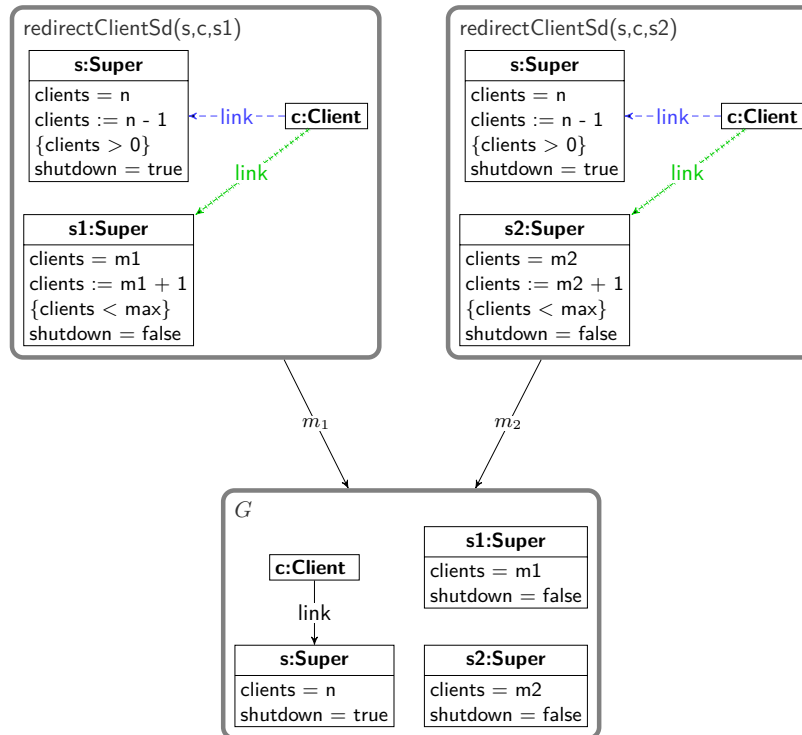 redirectClientSd(s,c,s1)
s:Super
clients = n
clients := n - 1
{clients > 0}
shutdown = true
link
c:Client
link
s1:Super
clients = m1
clients := m1 + 1
{clients < max}
shutdown = false
redirectClientSd(s,c,s2)
s:Super
clients = n
clients := n - 1
{clients > 0}
shutdown = true
link
c:Client
link
s2:Super
clients = m2
clients := m2 + 1
{clients < max}
shutdown = false
m₁
m₂
G
c:Client
link
s:Super
clients = n
shutdown = true
s1:Super
clients = m1
shutdown = false
s2:Super
clients = m2
shutdown = false